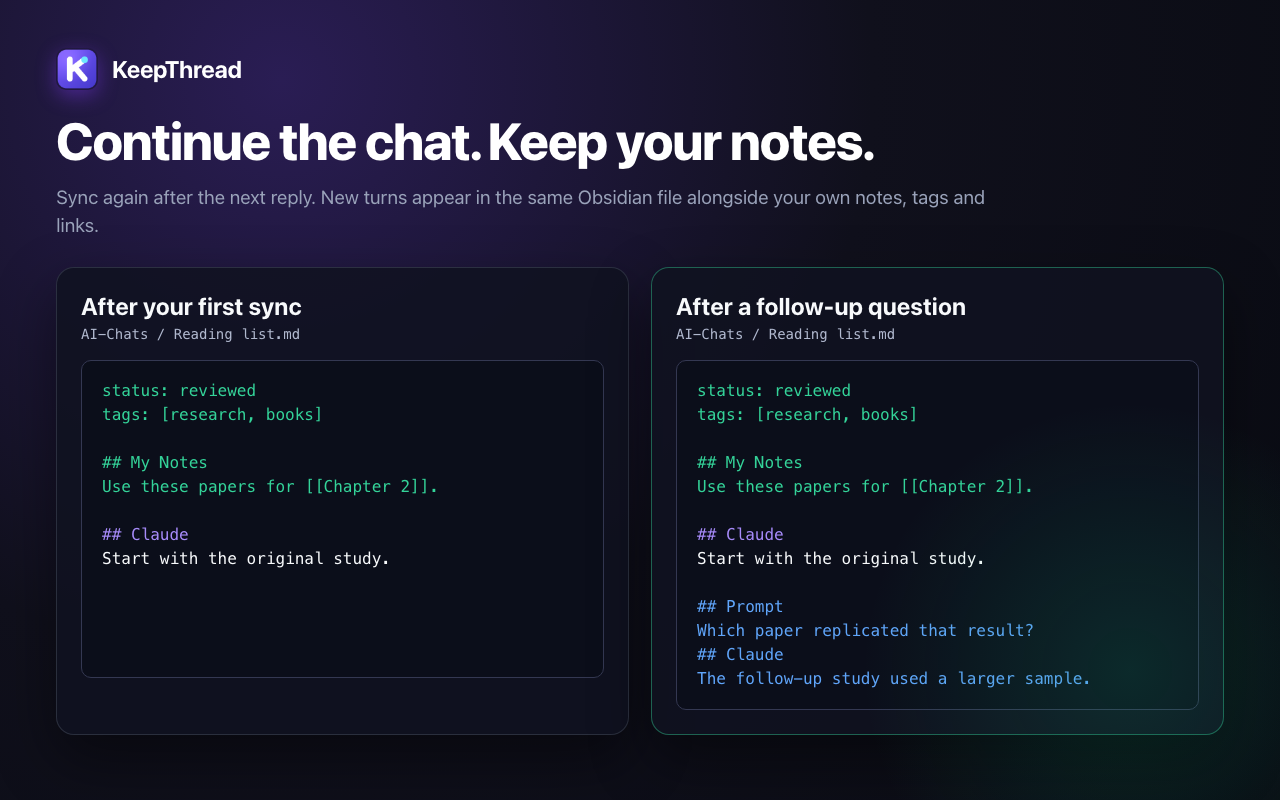 KeepThread
Continue the chat. Keep your notes.
Sync again after the next reply. New turns appear in the same Obsidian file alongside your own notes, tags and
links.
After your first sync
AI-Chats / Reading list.md
status: reviewed
tags: [research, books]
## My Notes
Use these papers for [[Chapter 2]].
## Claude
Start with the original study.
After a follow-up question
AI-Chats / Reading list.md
status: reviewed
tags: [research, books]
## My Notes
Use these papers for [[Chapter 2]].
## Claude
Start with the original study.
## Prompt
Which paper replicated that result?
## Claude
The follow-up study used a larger sample.